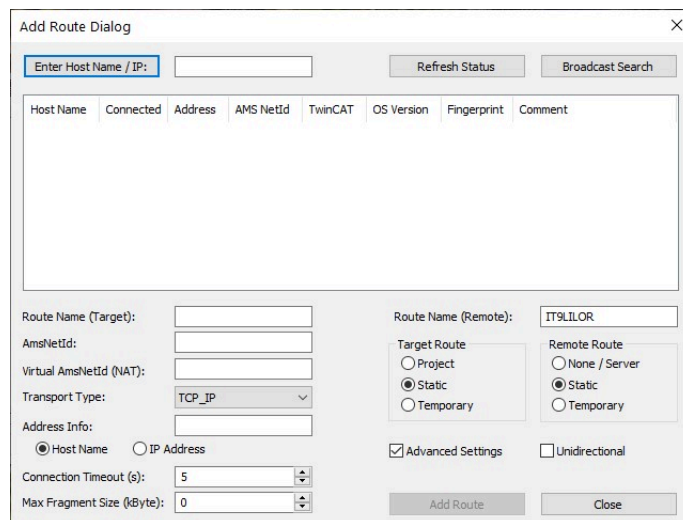 Add Route Dialog
Enter Host Name / IP: Refresh Status Broadcast Search
Host Name Connected Address AMS NetId TwinCAT OS Version Fingerprint Comment
Route Name (Target): Route Name (Remote): IT9LILOR
AmsNetId: Target Route Remote Route
Project None / Server
Virtual AmsNetId (NAT): Static Static
Transport Type: TCP_IP Temporary Temporary
Address Info:
Host Name IP Address Advanced Settings Unidirectional
Connection Timeout (s): 5
Max Fragment Size (kByte): 0 Add Route Close